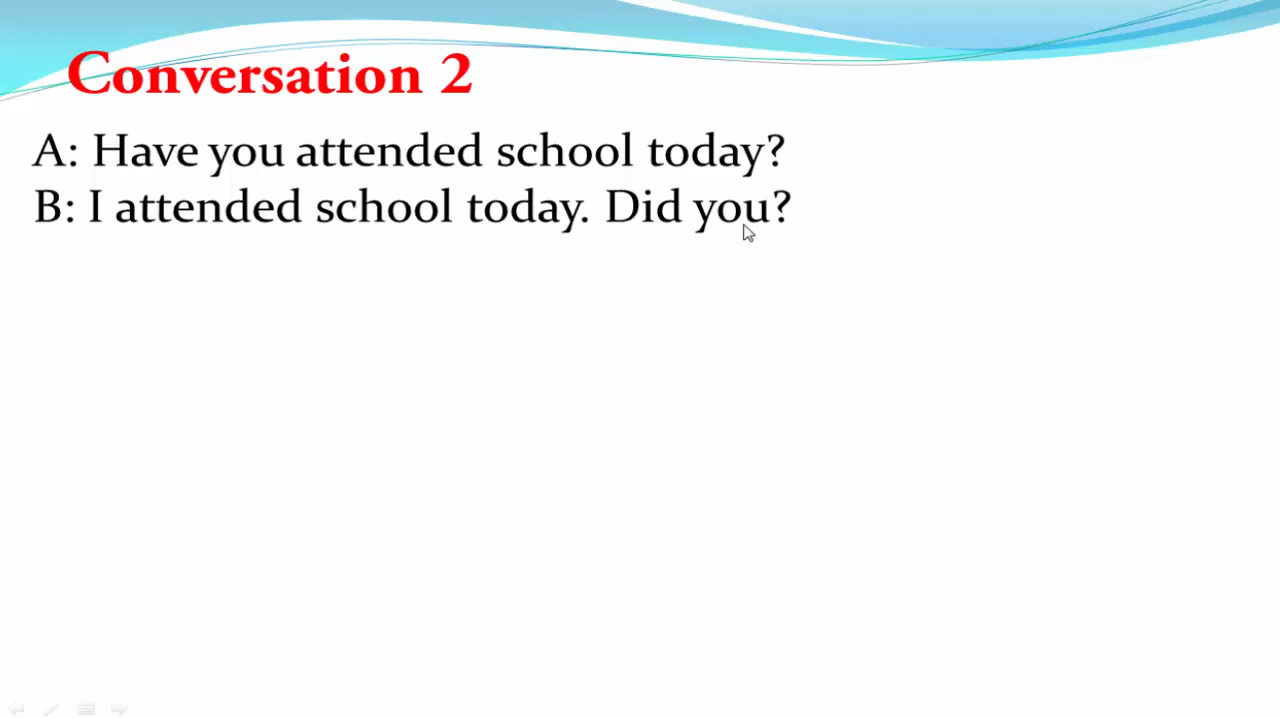 Conversation 2
A: Have you attended school today?
B: I attended school today. Did you?